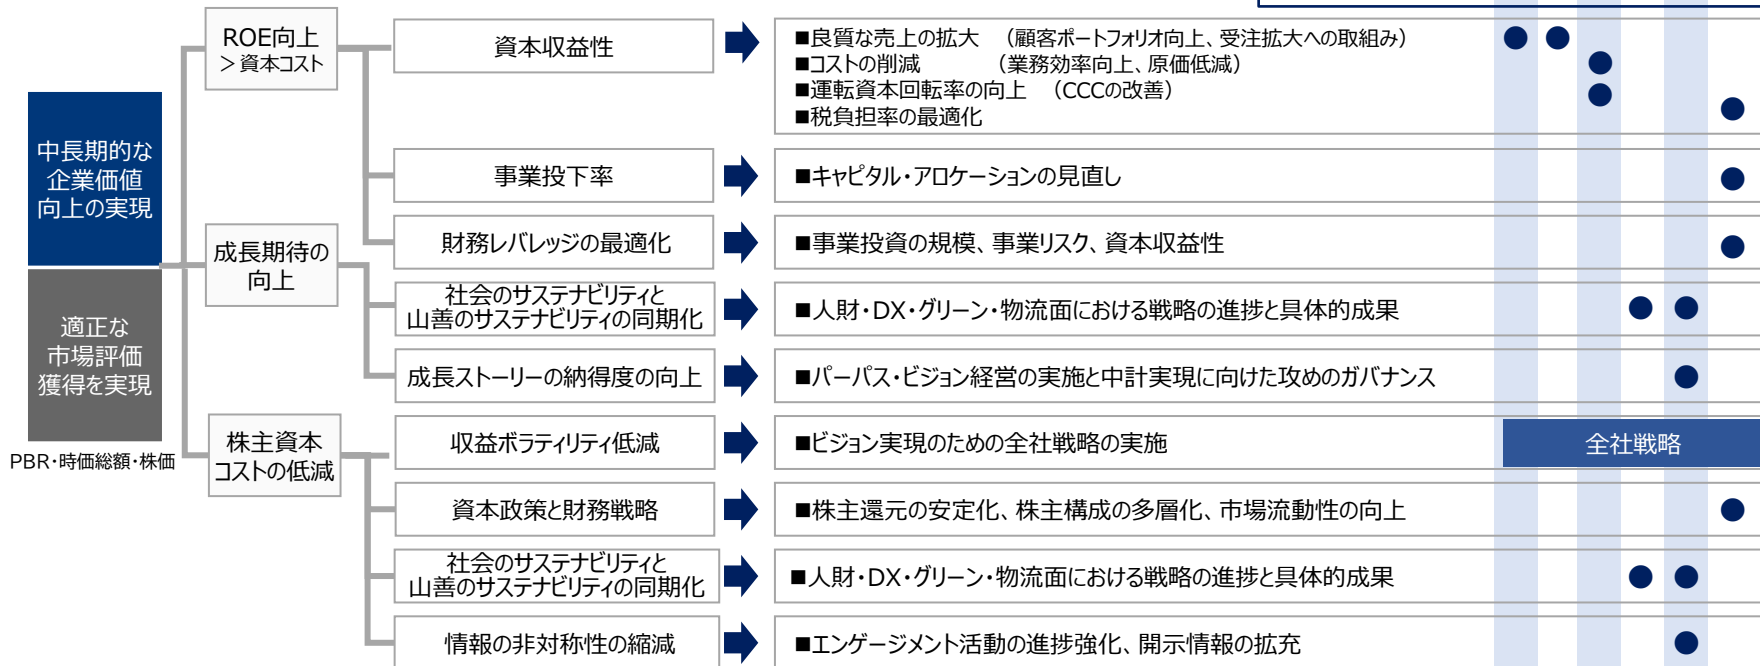 中長期的な
企業価値
向上の実現
適正な
市場評価
獲得を実現
PBR・時価総額・株価
ROE向上
＞資本コスト
資本収益性
■良質な売上の拡大　（顧客ポートフォリオ向上、受注拡大への取組み）
■コストの削減　（業務効率向上、原価低減）
■運転資本回転率の向上　（CCCの改善）
■税負担率の最適化
事業投下率
■キャピタル・アロケーションの見直し
財務レバレッジの最適化
■事業投資の規模、事業リスク、資本収益性
成長期待の
向上
社会のサステナビリティと
山善のサステナビリティの同期化
■人財・DX・グリーン・物流面における戦略の進捗と具体的成果
成長ストーリーの納得度の向上
■パーパス・ビジョン経営の実施と中計実現に向けた攻めのガバナンス
株主資本
コストの低減
収益ボラティリティ低減
■ビジョン実現のための全社戦略の実施
全社戦略
資本政策と財務戦略
■株主還元の安定化、株主構成の多層化、市場流動性の向上
社会のサステナビリティと
山善のサステナビリティの同期化
■人財・DX・グリーン・物流面における戦略の進捗と具体的成果
情報の非対称性の縮減
■エンゲージメント活動の進捗強化、開示情報の拡充